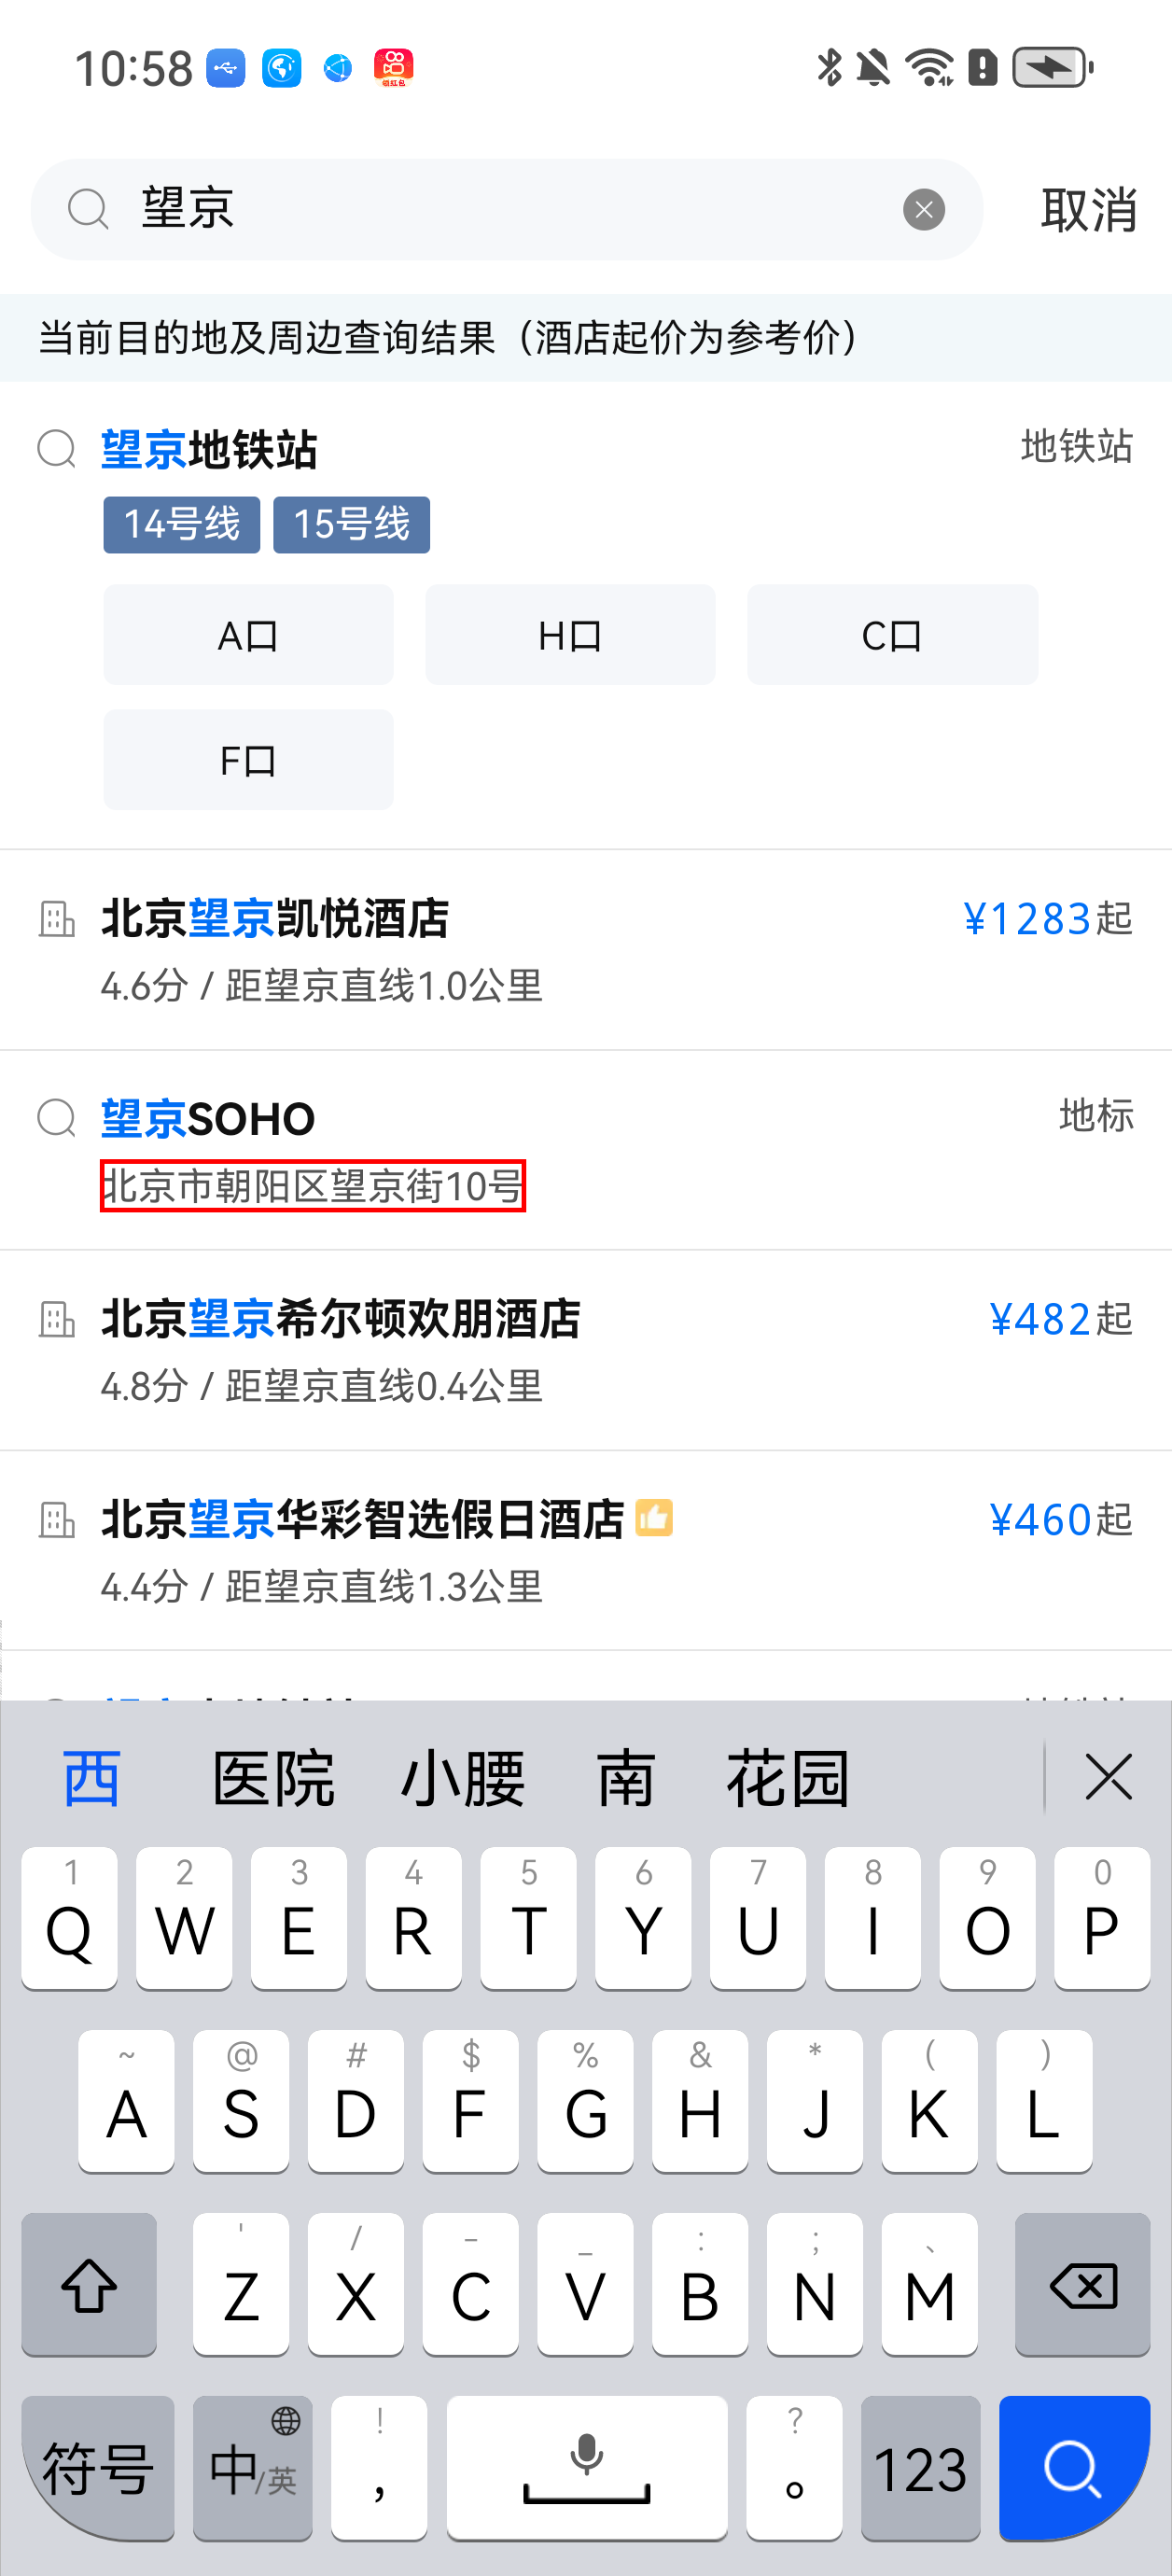 10:58
领红包
望京
取消
当前目的地及周边查询结果（酒店起价为参考价）
望京地铁站 地铁站
14号线 15号线
A口 H口 C口
F口
北京望京凯悦酒店 ¥1283起
4.6分 / 距望京直线1.0公里
望京SOHO 地标
北京市朝阳区望京街10号
北京望京希尔顿欢朋酒店 ¥482起
4.8分 / 距望京直线0.4公里
北京望京华彩智选假日酒店 ¥460起
4.4分 / 距望京直线1.3公里
西 医院 小腰 南 花园
1 2 3 4 5 6 7 8 9 0
Q W E R T Y U I O P
~ @ # $ % & * ( )
A S D F G H J K L
' / - _ : ; 、
Z X C V B N M
! ?
符号 中/英 , 。 123